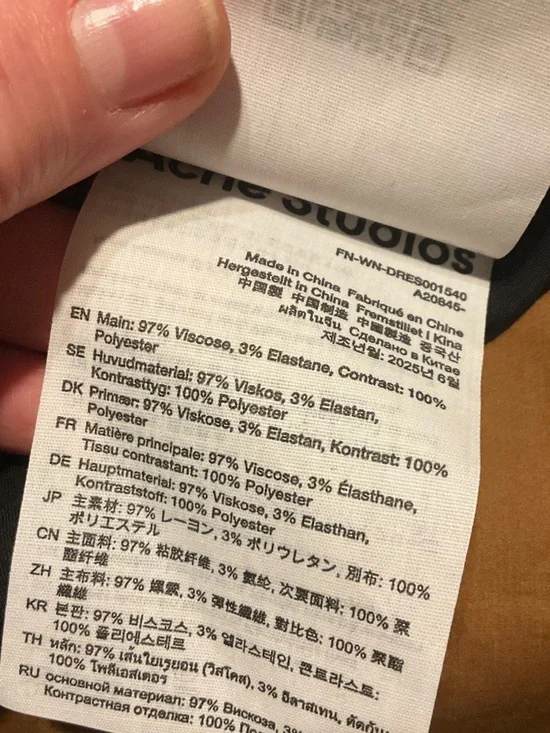 Acne Studios
FN-WN-DRES001540
A20845-
Made in China Fabriqué en Chine
Hergestellt in China Fremstillet i Kina
中国製 中国制造 中國製造 중국산
ผลิตในจีน Сделано в Китае
제조년월: 2025년 6월
EN Main: 97% Viscose, 3% Elastane, Contrast: 100%
Polyester
SE Huvudmaterial: 97% Viskos, 3% Elastan,
Kontrasttyg: 100% Polyester
DK Primær: 97% Viskose, 3% Elastan, Kontrast: 100%
Polyester
FR Matière principale: 97% Viscose, 3% Élasthane,
Tissu contrastant: 100% Polyester
DE Hauptmaterial: 97% Viskose, 3% Elasthan,
Kontraststoff: 100% Polyester
JP 主素材: 97% レーヨン, 3% ポリウレタン, 別布: 100%
ポリエステル
CN 主面料: 97% 粘胶纤维, 3% 氨纶, 次要面料: 100% 聚
酯纤维
ZH 主布料: 97% 嫘縈, 3% 彈性纖維, 對比色: 100% 聚酯
纖維
KR 본판: 97% 비스코스, 3% 엘라스테인, 콘트라스트:
100% 폴리에스테르
TH หลัก: 97% เส้นใยเรยอน (วิสโคส), 3% อีลาสเทน,
100% โพลีเอสเตอร์
RU основной материал: 97% Вискоза, 3%
Контрастная отделка: 100%